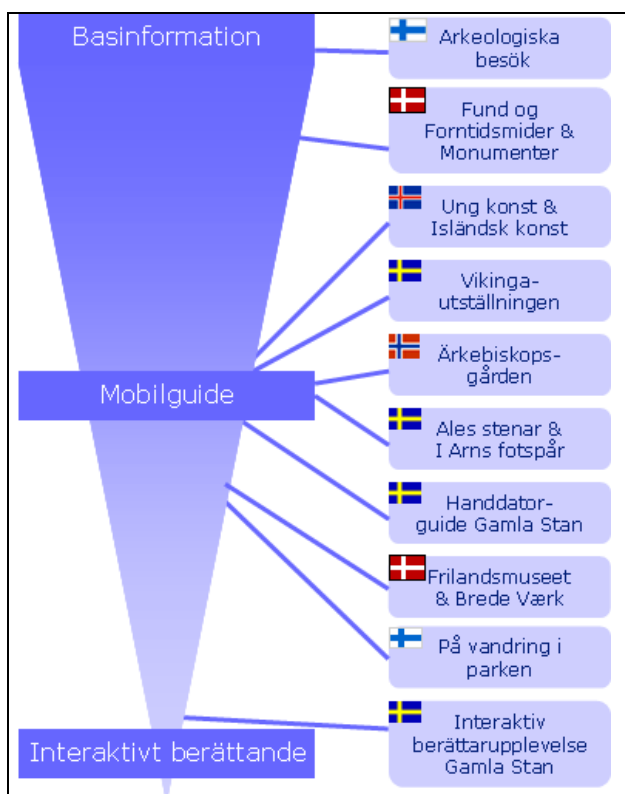 Basinformation
Arkeologiska
besök
Fund og
Forntidsmider &
Monumenter
Ung konst &
Isländsk konst
Vikinga-
utställningen
Ärkebiskops-
gården
Mobilguide
Ales stenar &
I Arns fotspår
Handdator-
guide Gamla Stan
Frilandsmuseet
& Brede Værk
På vandring i
parken
Interaktivt berättande
Interaktiv
berättarupplevelse
Gamla Stan